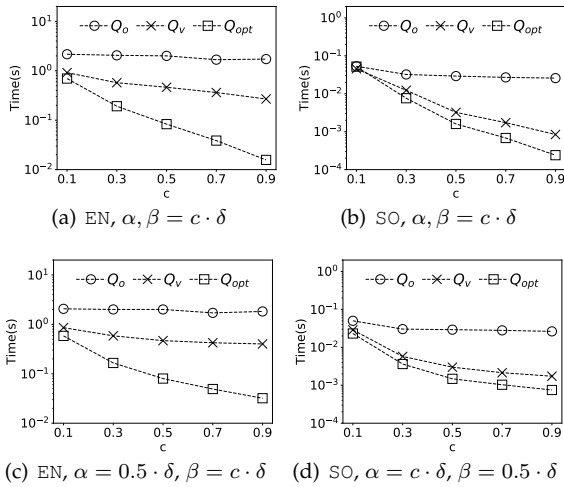 Q_o Q_v Q_opt
Time(s)
10^1
10^0
10^-1
10^-2
0.1 0.3 0.5 0.7 0.9
c
(a) EN, α, β = c · δ
Q_o Q_v Q_opt
Time(s)
10^0
10^-1
10^-2
10^-3
10^-4
0.1 0.3 0.5 0.7 0.9
c
(b) SO, α, β = c · δ
Q_o Q_v Q_opt
Time(s)
10^1
10^0
10^-1
10^-2
0.1 0.3 0.5 0.7 0.9
c
(c) EN, α = 0.5 · δ, β = c · δ
Q_o Q_v Q_opt
Time(s)
10^0
10^-1
10^-2
10^-3
10^-4
0.1 0.3 0.5 0.7 0.9
c
(d) SO, α = c · δ, β = 0.5 · δ